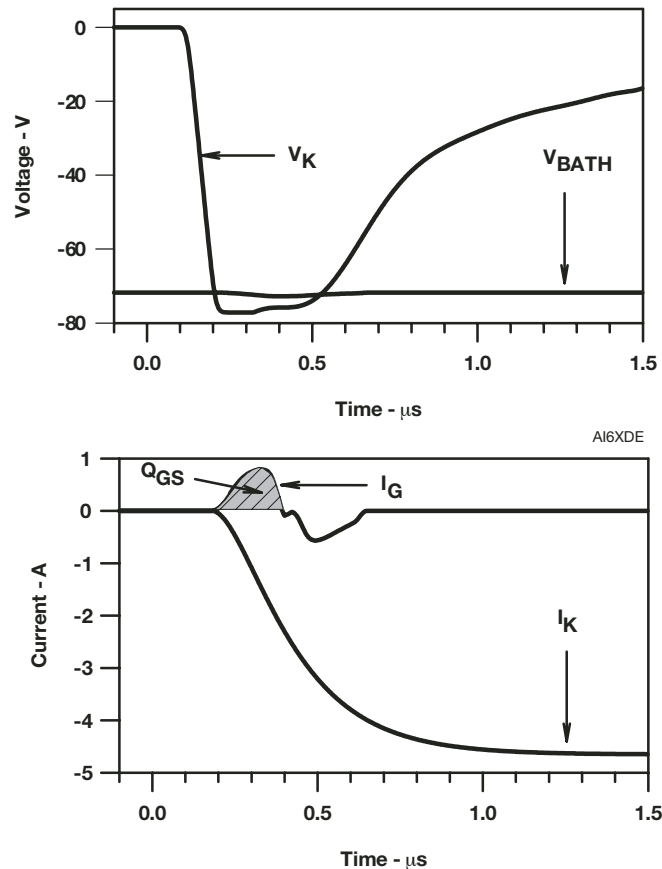 0
-20
-40
-60
-80
Voltage - V
V_K
V_BATH
0.0 0.5 1.0 1.5
Time - μs
AI6XDE
1
0
-1
-2
-3
-4
-5
Current - A
Q_GS
I_G
I_K
0.0 0.5 1.0 1.5
Time - μs